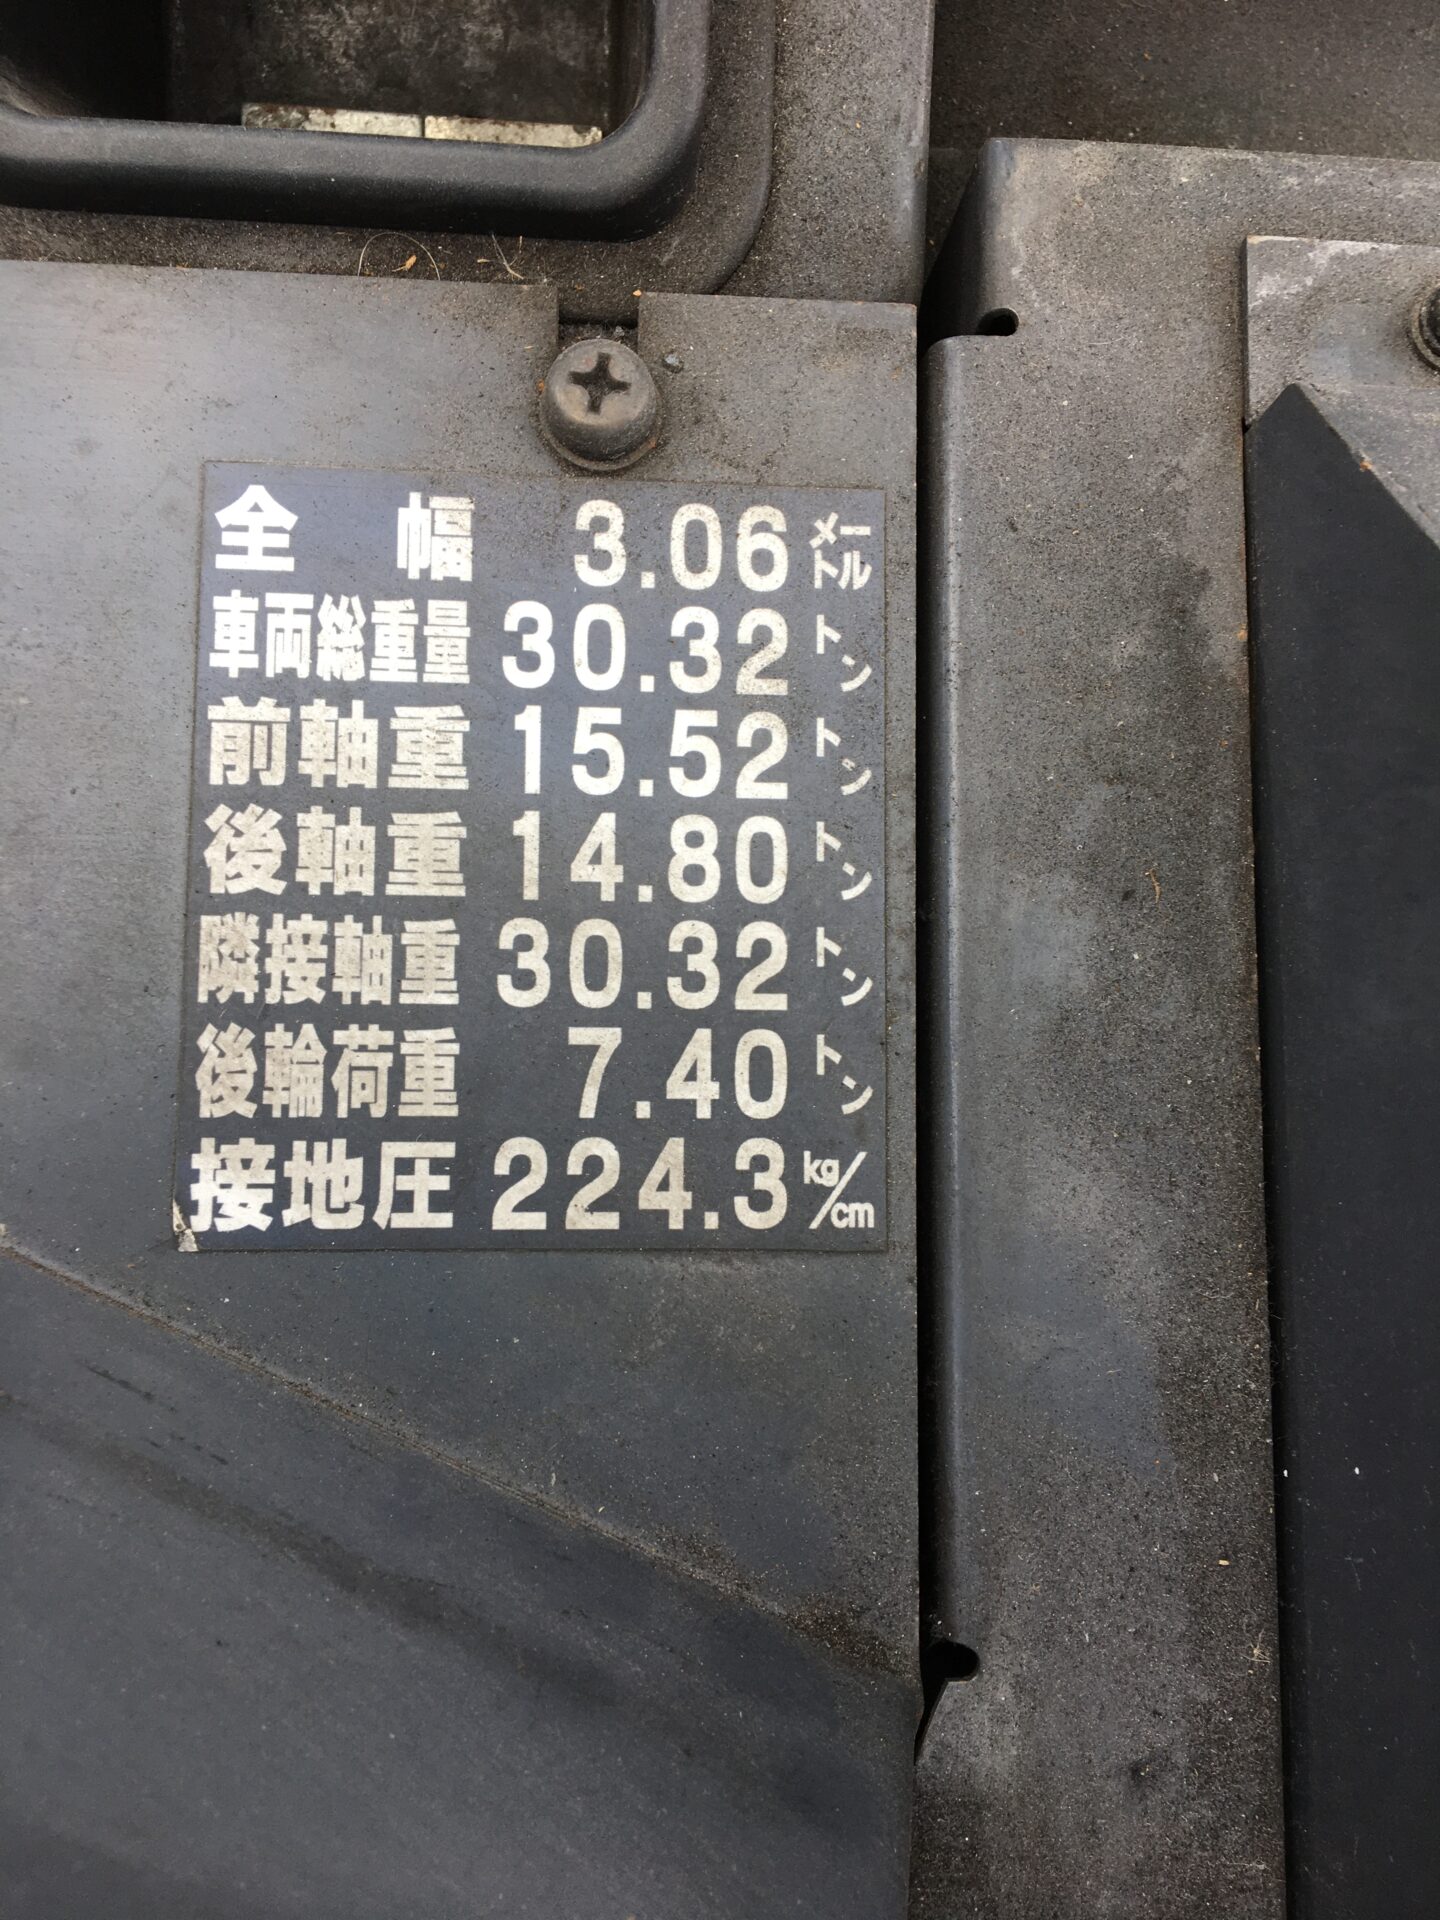 全幅 3.06 メートル
車両総重量 30.32 トン
前軸重 15.52 トン
後軸重 14.80 トン
隣接軸重 30.32 トン
後輪荷重 7.40 トン
接地圧 224.3 kg/cm